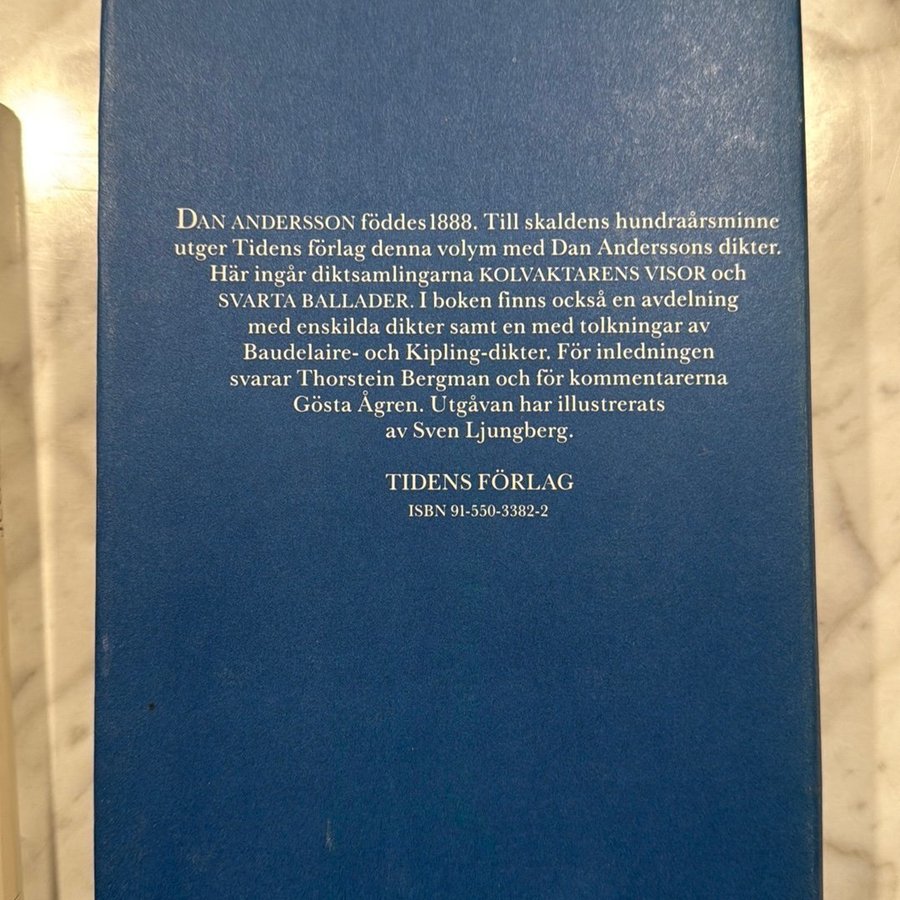 DAN ANDERSSON föddes 1888. Till skaldens hundraårsminne
utger Tidens förlag denna volym med Dan Anderssons dikter.
Här ingår diktsamlingarna KOLVAKTARENS VISOR och
SVARTA BALLADER. I boken finns också en avdelning
med enskilda dikter samt en med tolkningar av
Baudelaire- och Kipling-dikter. För inledningen
svarar Thorstein Bergman och för kommentarerna
Gösta Ågren. Utgåvan har illustrerats
av Sven Ljungberg.
TIDENS FÖRLAG
ISBN 91-550-3382-2